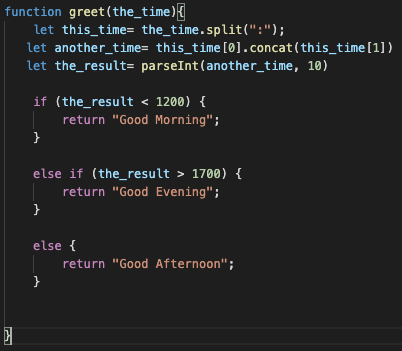 function greet(the_time){
let this_time= the_time.split(":");
let another_time= this_time[0].concat(this_time[1])
let the_result= parseInt(another_time, 10)
if (the_result < 1200) {
return "Good Morning";
}
else if (the_result > 1700) {
return "Good Evening";
}
else {
return "Good Afternoon";
}
}